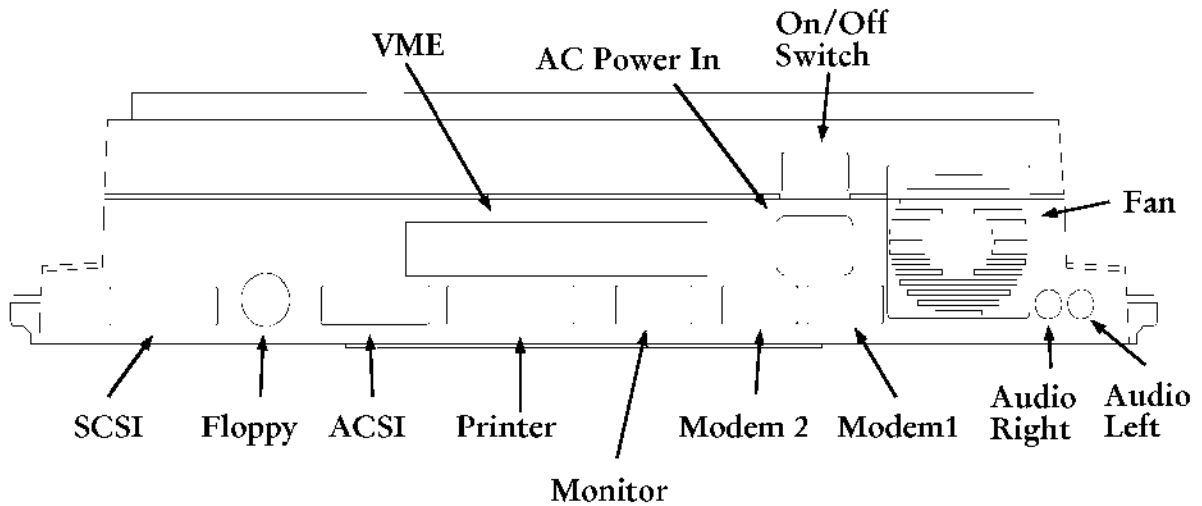 On/Off
Switch
VME
AC Power In
Fan
SCSI
Floppy
ACSI
Printer
Modem 2
Modem1
Audio
Right
Audio
Left
Monitor